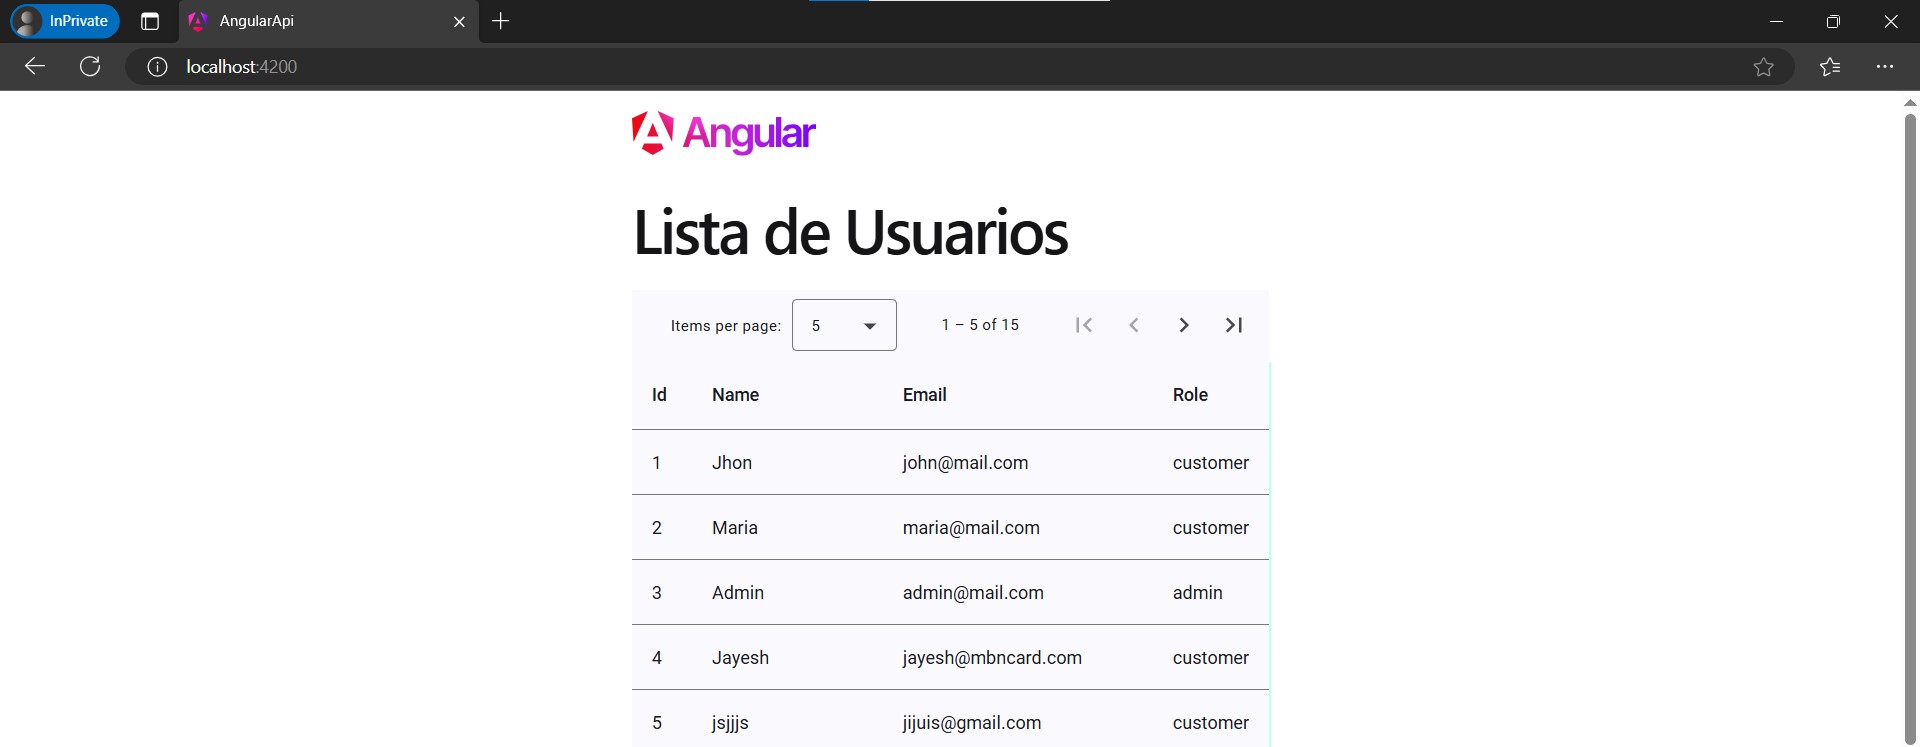 InPrivate
AngularApi
localhost:4200
Angular
Lista de Usuarios
Items per page: 5 1 – 5 of 15
Id Name Email Role
1 Jhon john@mail.com customer
2 Maria maria@mail.com customer
3 Admin admin@mail.com admin
4 Jayesh jayesh@mbncard.com customer
5 jsjjjs jijuis@gmail.com customer